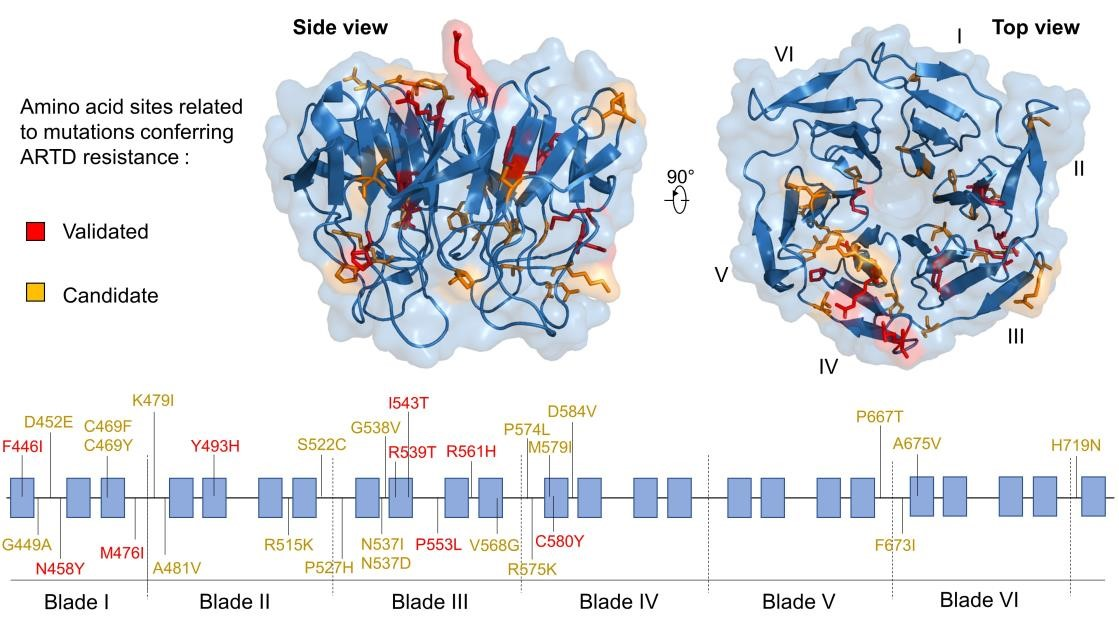 Side view
Top view
Amino acid sites related
to mutations conferring
ARTD resistance :
Validated
Candidate
90°
I
II
III
IV
V
VI
F446I
D452E
C469F
C469Y
K479I
Y493H
S522C
G538V
I543T
R539T
R561H
P574L
M579I
D584V
P667T
A675V
H719N
G449A
N458Y
M476I
A481V
R515K
P527H
N537I
N537D
P553L
V568G
R575K
C580Y
F673I
Blade I
Blade II
Blade III
Blade IV
Blade V
Blade VI